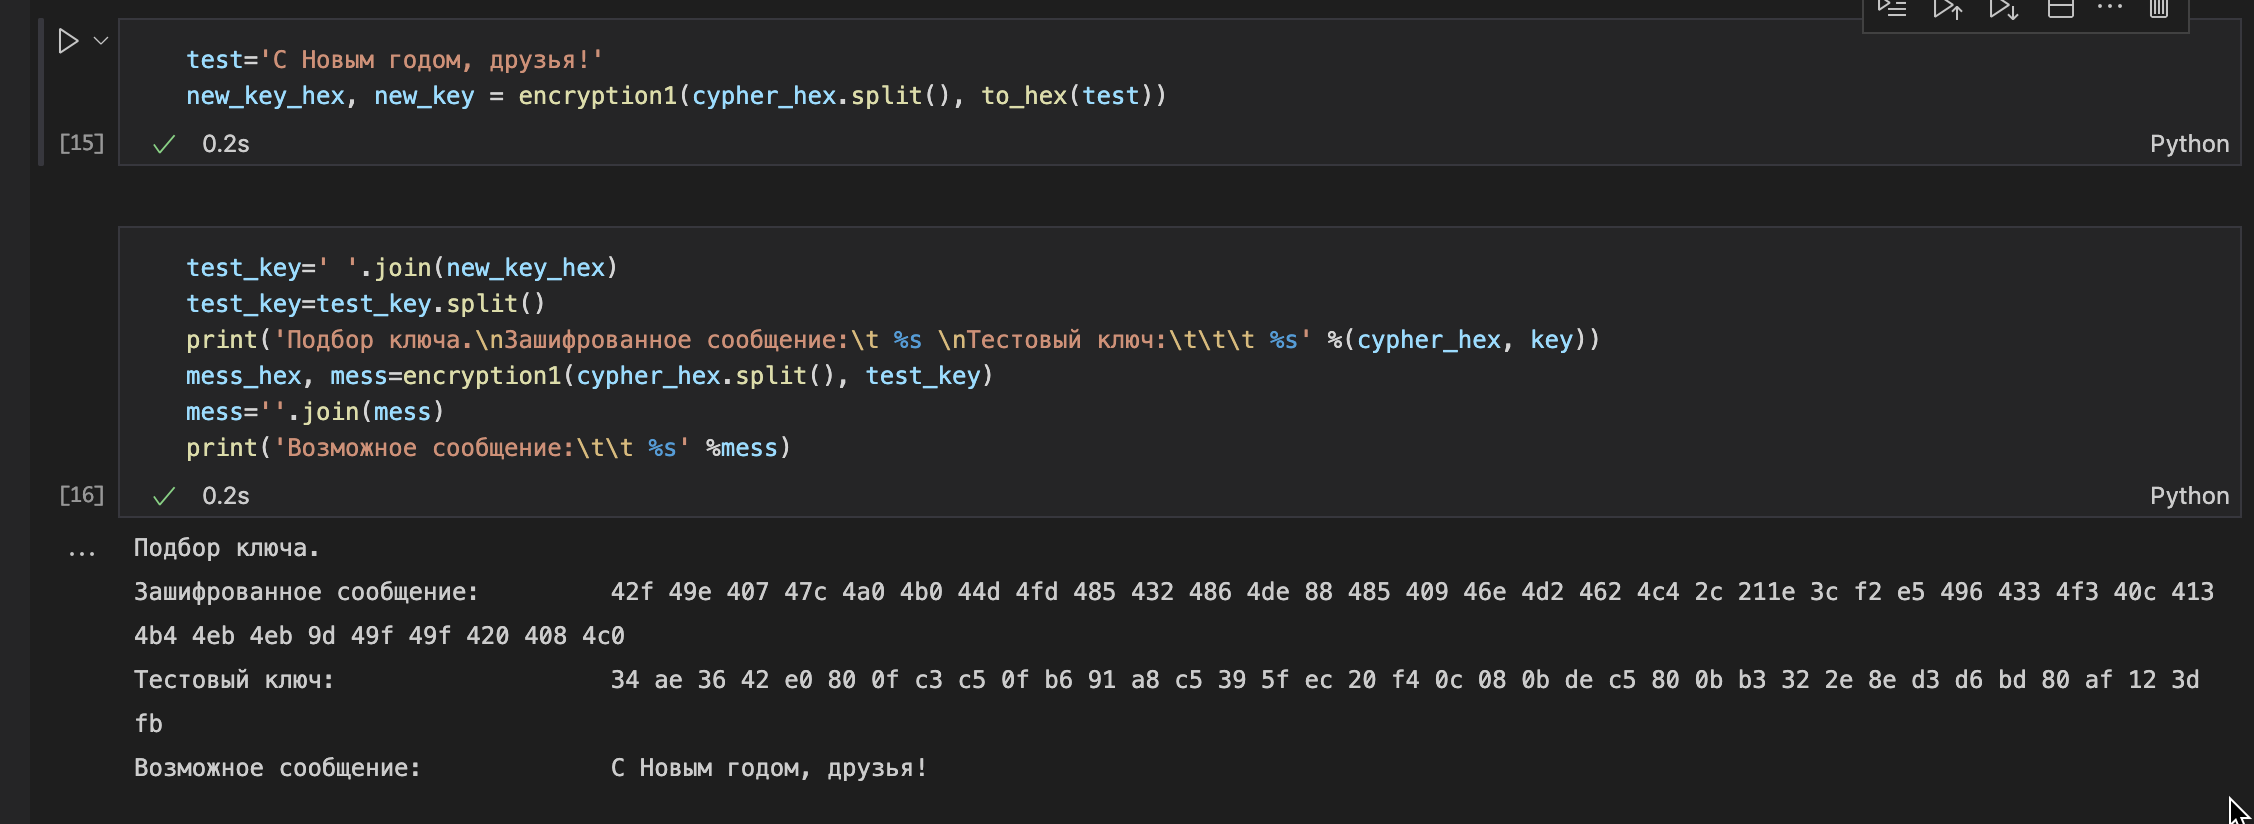 test='С Новым годом, друзья!'
new_key_hex, new_key = encryption1(cypher_hex.split(), to_hex(test))
[15]
0.2s
Python
test_key=' '.join(new_key_hex)
test_key=test_key.split()
print('Подбор ключа.\nЗашифрованное сообщение:\t %s \nТестовый ключ:\t\t\t %s' %(cypher_hex, key))
mess_hex, mess=encryption1(cypher_hex.split(), test_key)
mess=''.join(mess)
print('Возможное сообщение:\t\t %s' %mess)
[16]
0.2s
Python
... Подбор ключа.
Зашифрованное сообщение: 42f 49e 407 47c 4a0 4b0 44d 4fd 485 432 486 4de 88 485 409 46e 4d2 462 4c4 2c 211e 3c f2 e5 496 433 4f3 40c 413
4b4 4eb 4eb 9d 49f 49f 420 408 4c0
Тестовый ключ: 34 ae 36 42 e0 80 0f c3 c5 0f b6 91 a8 c5 39 5f ec 20 f4 0c 08 0b de c5 80 0b b3 32 2e 8e d3 d6 bd 80 af 12 3d
fb
Возможное сообщение: С Новым годом, друзья!